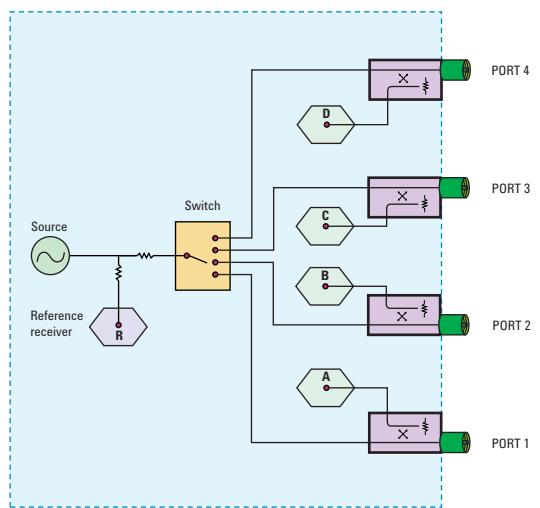 PORT 4
D
PORT 3
Switch
C
Source
B
Reference
receiver
R
PORT 2
A
PORT 1